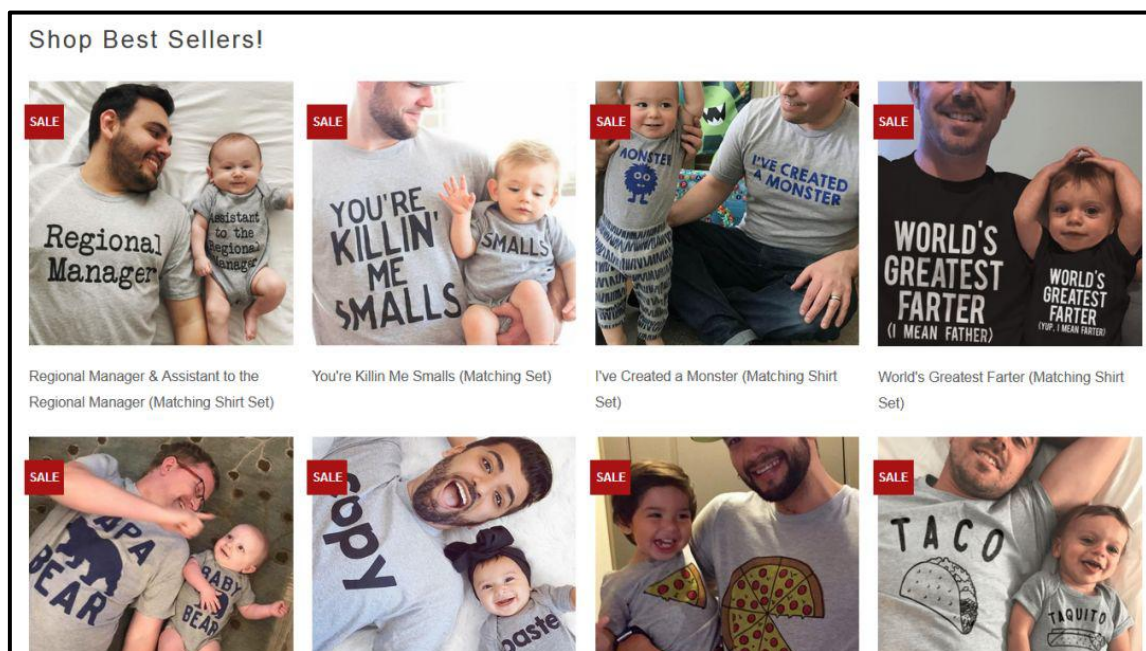 Shop Best Sellers!
SALE
Regional
Manager
Assistant
to the
Regional
Manager
SALE
YOU'RE
KILLIN'
ME
SMALLS
SMALLS
SALE
MONSTER
I'VE CREATED
A MONSTER
SALE
WORLD'S
GREATEST
FARTER
(I MEAN FATHER)
WORLD'S
GREATEST
FARTER
(YUP, I MEAN FARTER)
Regional Manager & Assistant to the
Regional Manager (Matching Shirt Set)
You're Killin Me Smalls (Matching Set)
I've Created a Monster (Matching Shirt
Set)
World's Greatest Farter (Matching Shirt
Set)
SALE
PAPA
BEAR
BABY
BEAR
SALE
copy
paste
SALE
SALE
TACO
TAQUITO